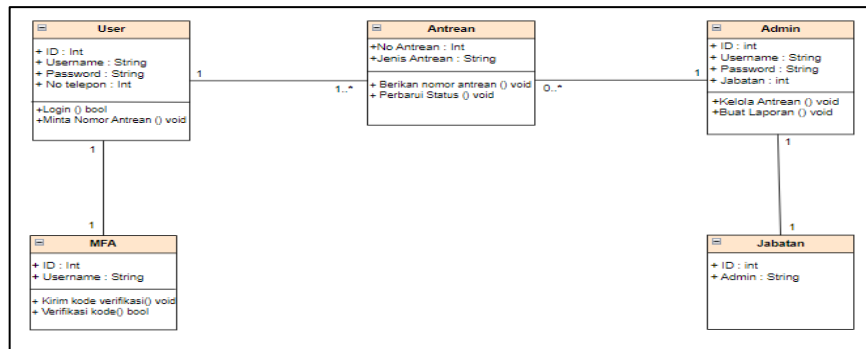 User
+ ID : Int
+ Username : String
+ Password : String
+ No telepon : Int
+Login () bool
+Minta Nomor Antrean () void
Antrean
+No Antrean : Int
+Jenis Antrean : String
+ Berikan nomor antrean () void
+ Perbarui Status () void
Admin
+ ID : int
+ Username : String
+ Password : String
+ Jabatan : int
+Kelola Antrean () void
+Buat Laporan () void
1
1..*
0..*
1
1
1
1
1
MFA
+ ID : Int
+ Username : String
+ Kirim kode verifikasi() void
+ Verifikasi kode() bool
Jabatan
+ ID : int
+ Admin : String